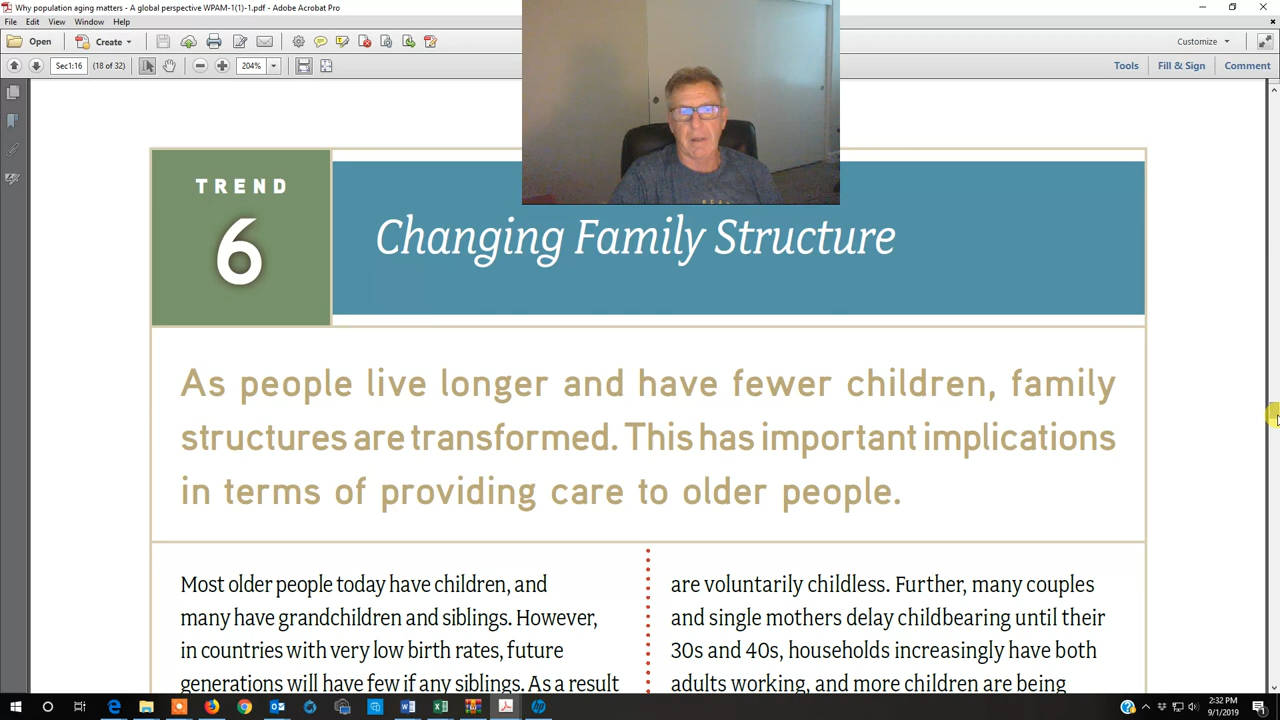 Why population aging matters - A global perspective WPAM-1(1)-1.pdf - Adobe Acrobat Pro
File Edit View Window Help
Open Create Customize
Sec1:16 (18 of 32) 204% Tools Fill & Sign Comment
TREND
6
Changing Family Structure
As people live longer and have fewer children, family
structures are transformed. This has important implications
in terms of providing care to older people.
Most older people today have children, and
many have grandchildren and siblings. However,
in countries with very low birth rates, future
generations will have few if any siblings. As a result
are voluntarily childless. Further, many couples
and single mothers delay childbearing until their
30s and 40s, households increasingly have both
adults working, and more children are being
2:32 PM
9/1/2019